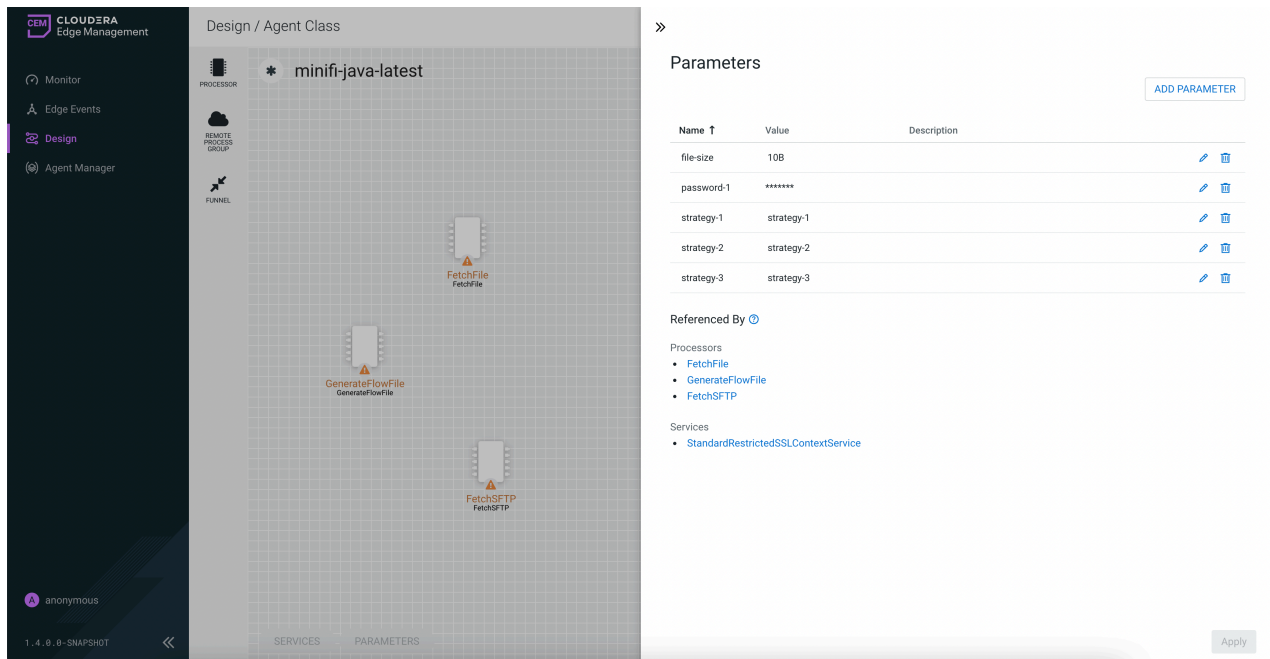 CEM CLOUDERA
Edge Management
Monitor
Edge Events
Design
Agent Manager
A anonymous
1.4.0.0-SNAPSHOT
Design / Agent Class
PROCESSOR
REMOTE
PROCESS
GROUP
FUNNEL
minifi-java-latest
FetchFile
FetchFile
GenerateFlowFile
GenerateFlowFile
FetchSFTP
FetchSFTP
SERVICES PARAMETERS
Parameters
ADD PARAMETER
Name ↑ Value Description
file-size 10B
password-1 *******
strategy-1 strategy-1
strategy-2 strategy-2
strategy-3 strategy-3
Referenced By ?
Processors
• FetchFile
• GenerateFlowFile
• FetchSFTP
Services
• StandardRestrictedSSLContextService
Apply